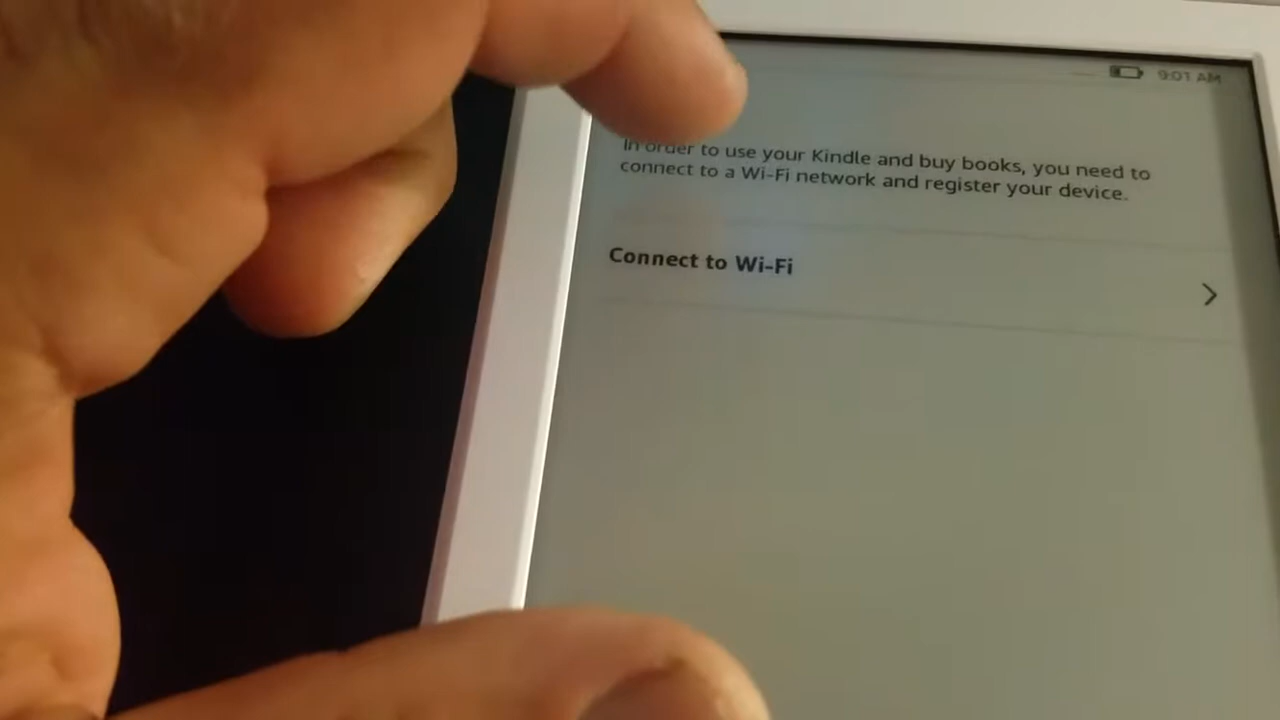 9:01 AM
In order to use your Kindle and buy books, you need to
connect to a Wi-Fi network and register your device.
Connect to Wi-Fi